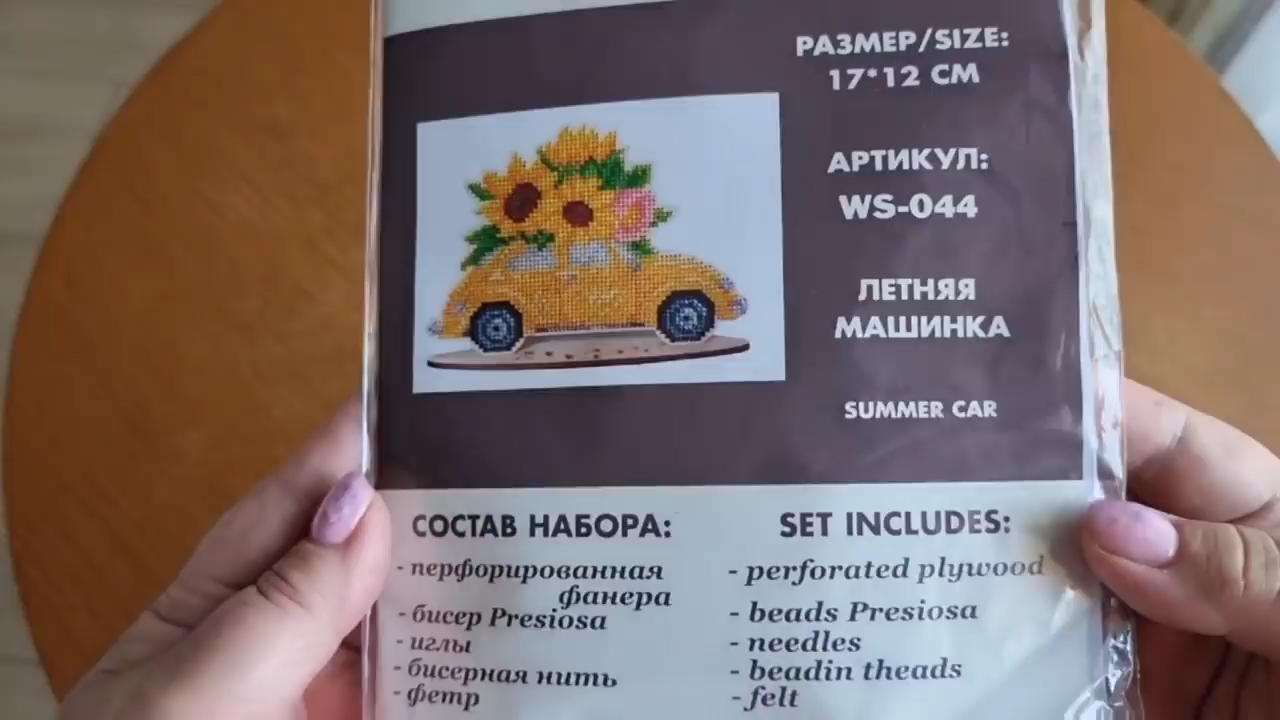 РАЗМЕР/SIZE:
17*12 СМ
АРТИКУЛ:
WS-044
ЛЕТНЯЯ
МАШИНКА
SUMMER CAR
СОСТАВ НАБОРА:
- перфорированная
фанера
- бисер Presiosa
- иглы
- бисерная нить
- фетр
SET INCLUDES:
- perforated plywood
- beads Presiosa
- needles
- beadin theads
- felt